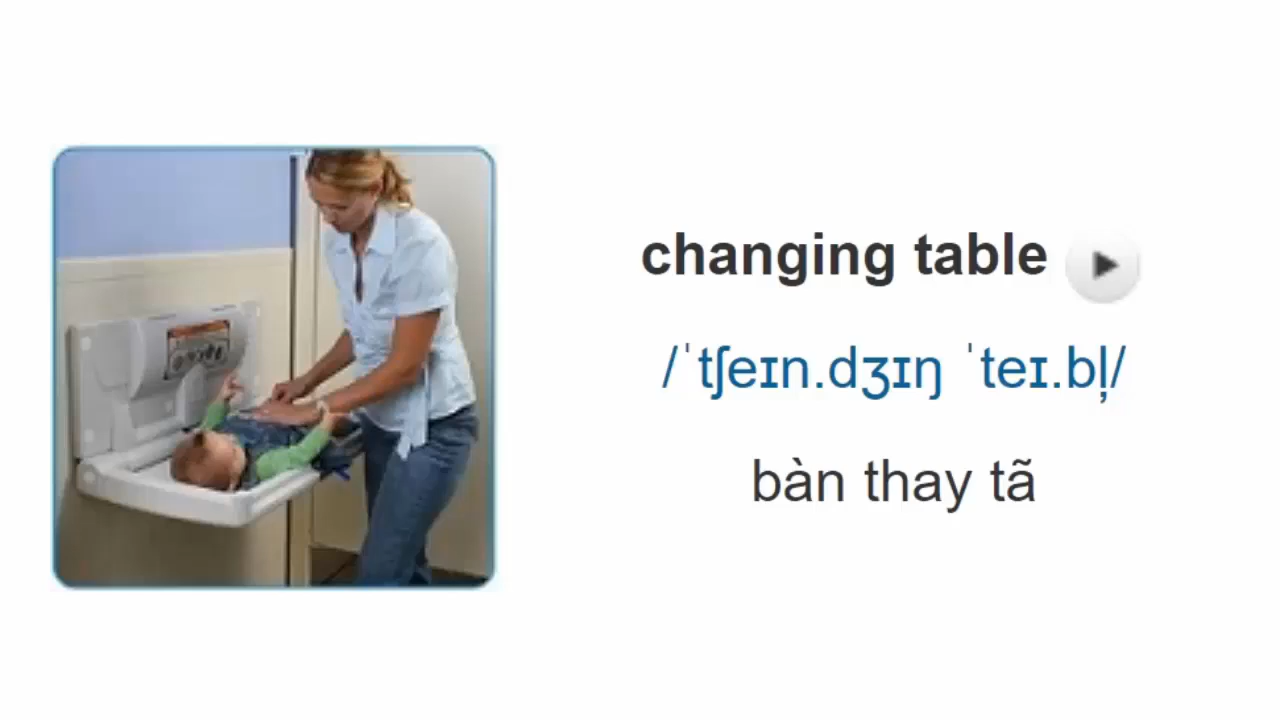 changing table
/ˈtʃeɪn.dʒɪŋ ˈteɪ.bl̩/
bàn thay tã